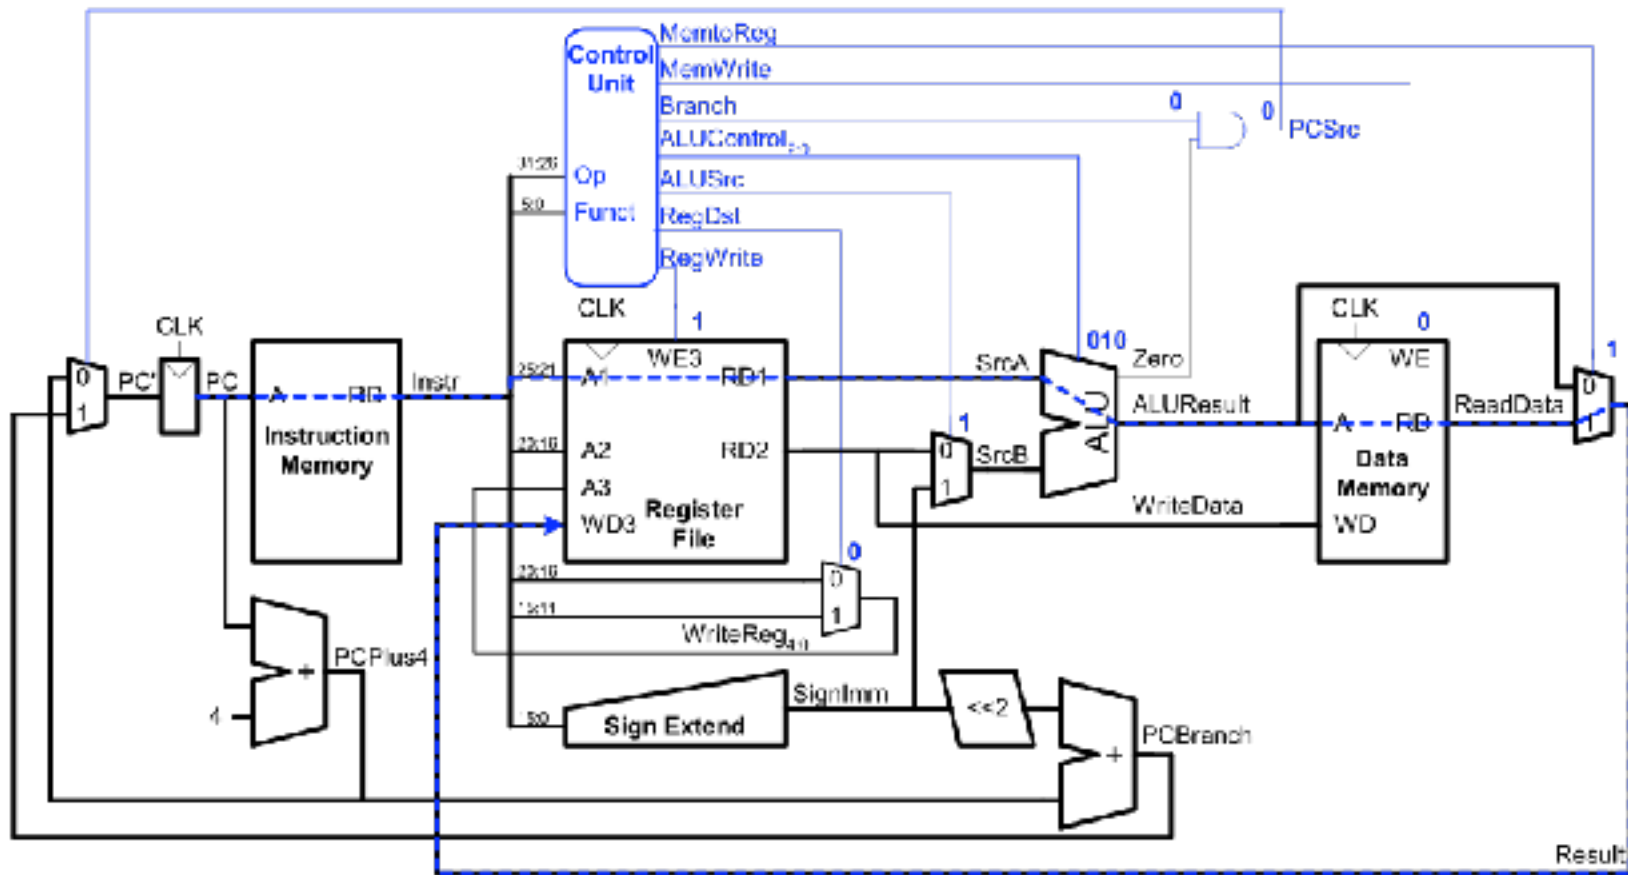 MemtoReg
Control
Unit
MemWrite
Branch
0
0
PCSrc
ALUControl2:0
31:26
Op
ALUSrc
5:0
Funct
RegDst
RegWrite
CLK
CLK
CLK
1
0
010
1
WE3
WE
0
1
PC'
PC
A
RD
Instr
25:21
A1
RD1
SrcA
Zero
ALU
ALUResult
A
RD
ReadData
0
1
Instruction
Memory
20:16
A2
RD2
1
0
1
SrcB
Data
Memory
A3
WD3
Register
File
WriteData
WD
0
20:16
0
15:11
1
WriteReg4:0
PCPlus4
+
4
SignImm
15:0
Sign Extend
<<2
PCBranch
+
Result